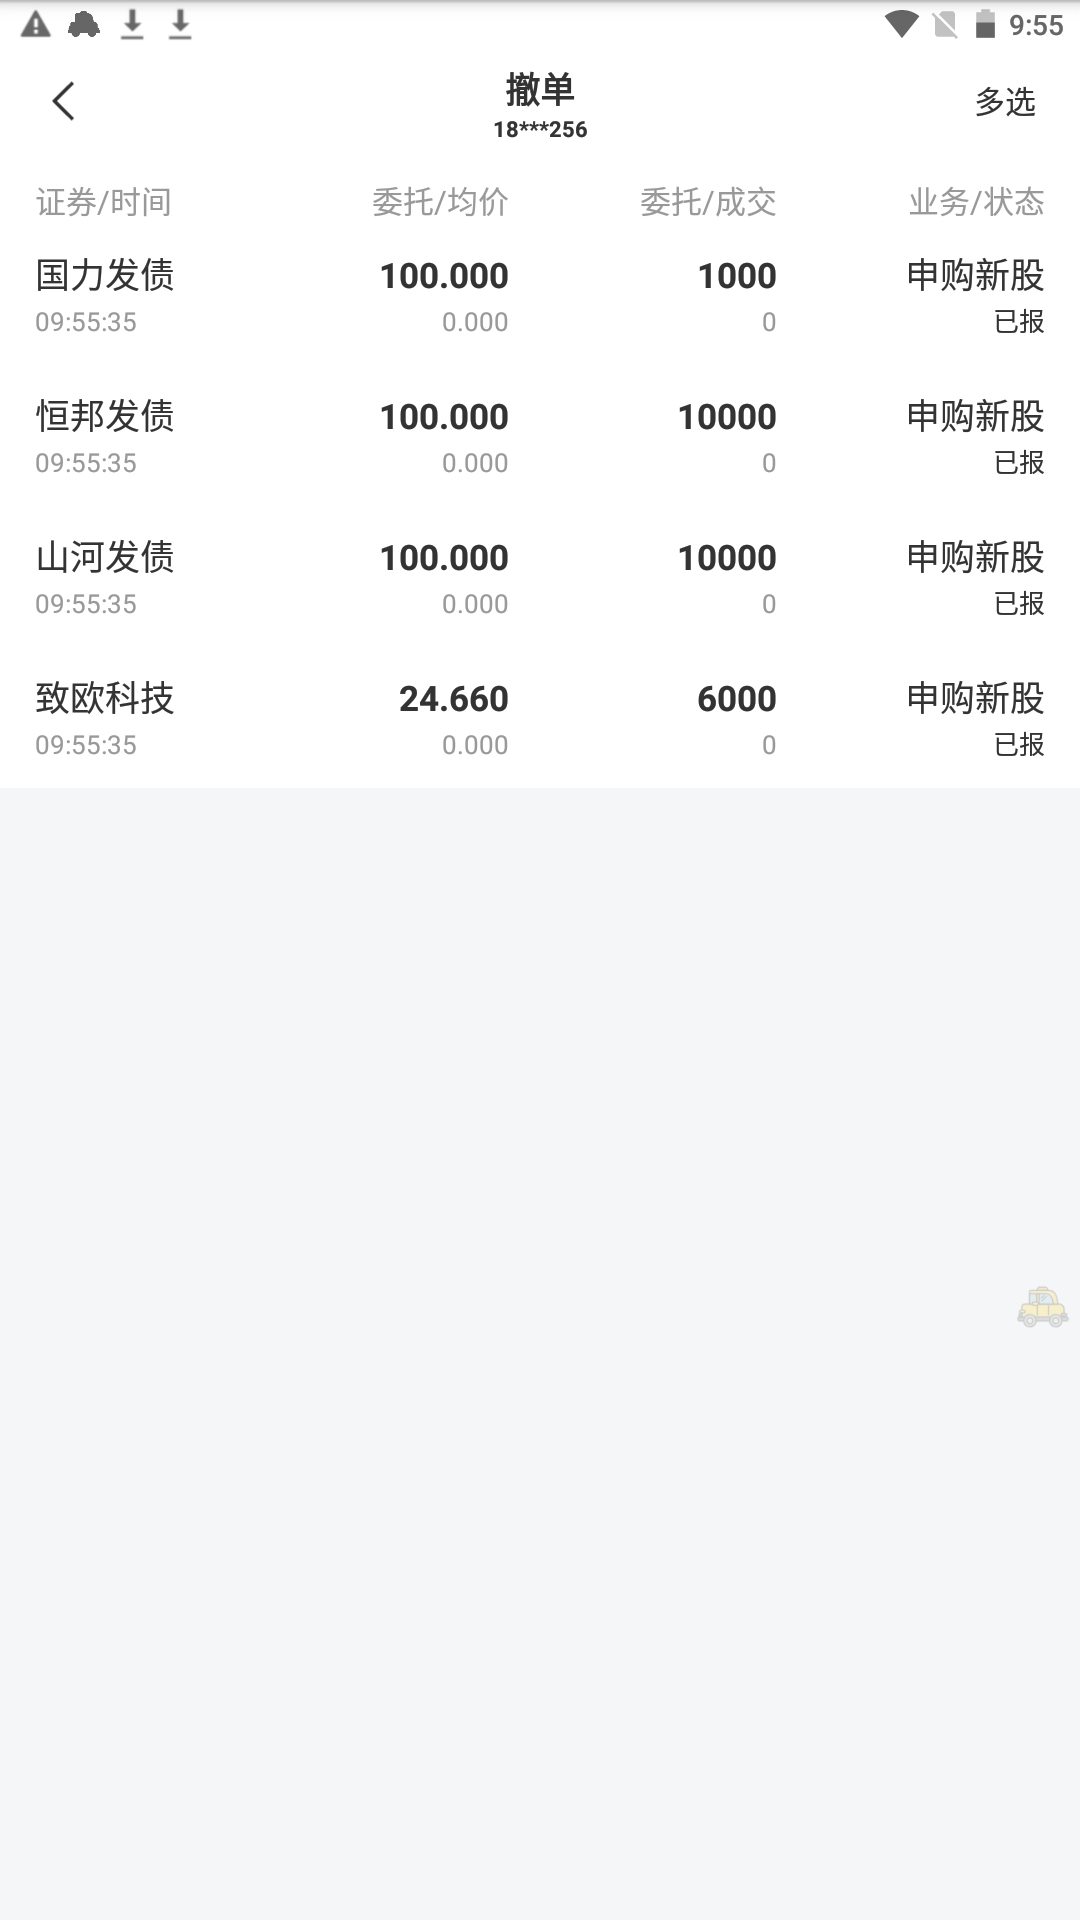 9:55
撤单
多选
18***256
证券/时间 委托/均价 委托/成交 业务/状态
国力发债 100.000 1000 申购新股
09:55:35 0.000 0 已报
恒邦发债 100.000 10000 申购新股
09:55:35 0.000 0 已报
山河发债 100.000 10000 申购新股
09:55:35 0.000 0 已报
致欧科技 24.660 6000 申购新股
09:55:35 0.000 0 已报